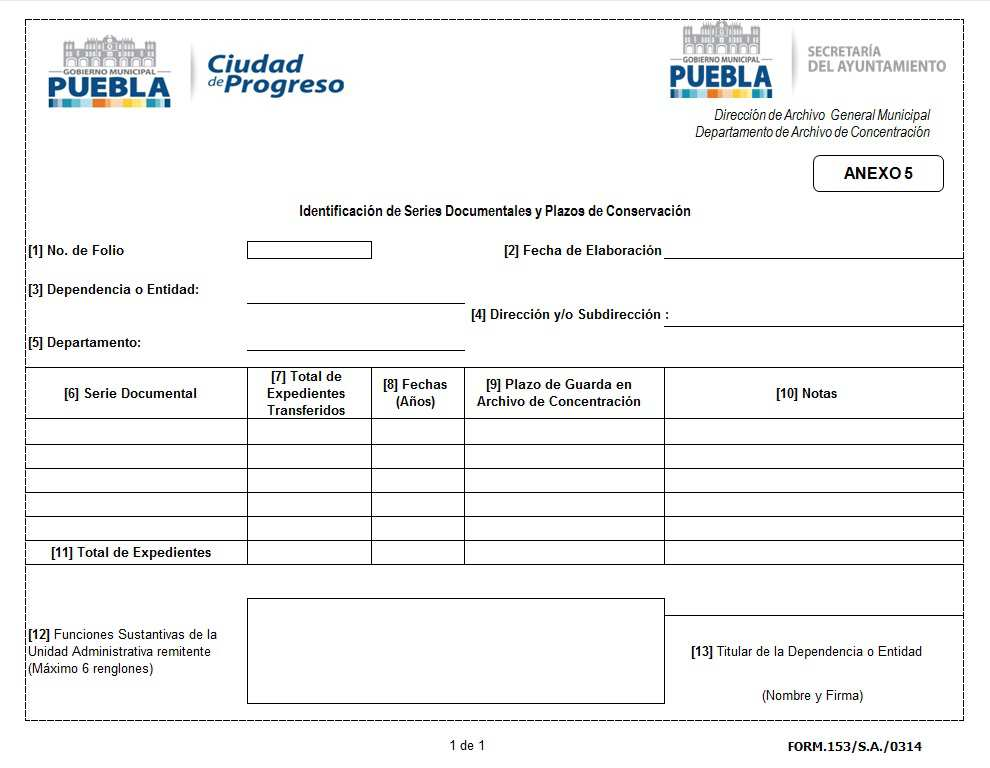 GOBIERNO MUNICIPAL
PUEBLA
Ciudad
de Progreso
GOBIERNO MUNICIPAL
PUEBLA
SECRETARÍA
DEL AYUNTAMIENTO
Dirección de Archivo General Municipal
Departamento de Archivo de Concentración
ANEXO 5
Identificación de Series Documentales y Plazos de Conservación
[1] No. de Folio
[2] Fecha de Elaboración
[3] Dependencia o Entidad:
[4] Dirección y/o Subdirección :
[5] Departamento:
[6] Serie Documental
[7] Total de
Expedientes
Transferidos
[8] Fechas
(Años)
[9] Plazo de Guarda en
Archivo de Concentración
[10] Notas
[11] Total de Expedientes
[12] Funciones Sustantivas de la
Unidad Administrativa remitente
(Máximo 6 renglones)
[13] Titular de la Dependencia o Entidad
(Nombre y Firma)
1 de 1
FORM.153/S.A./0314